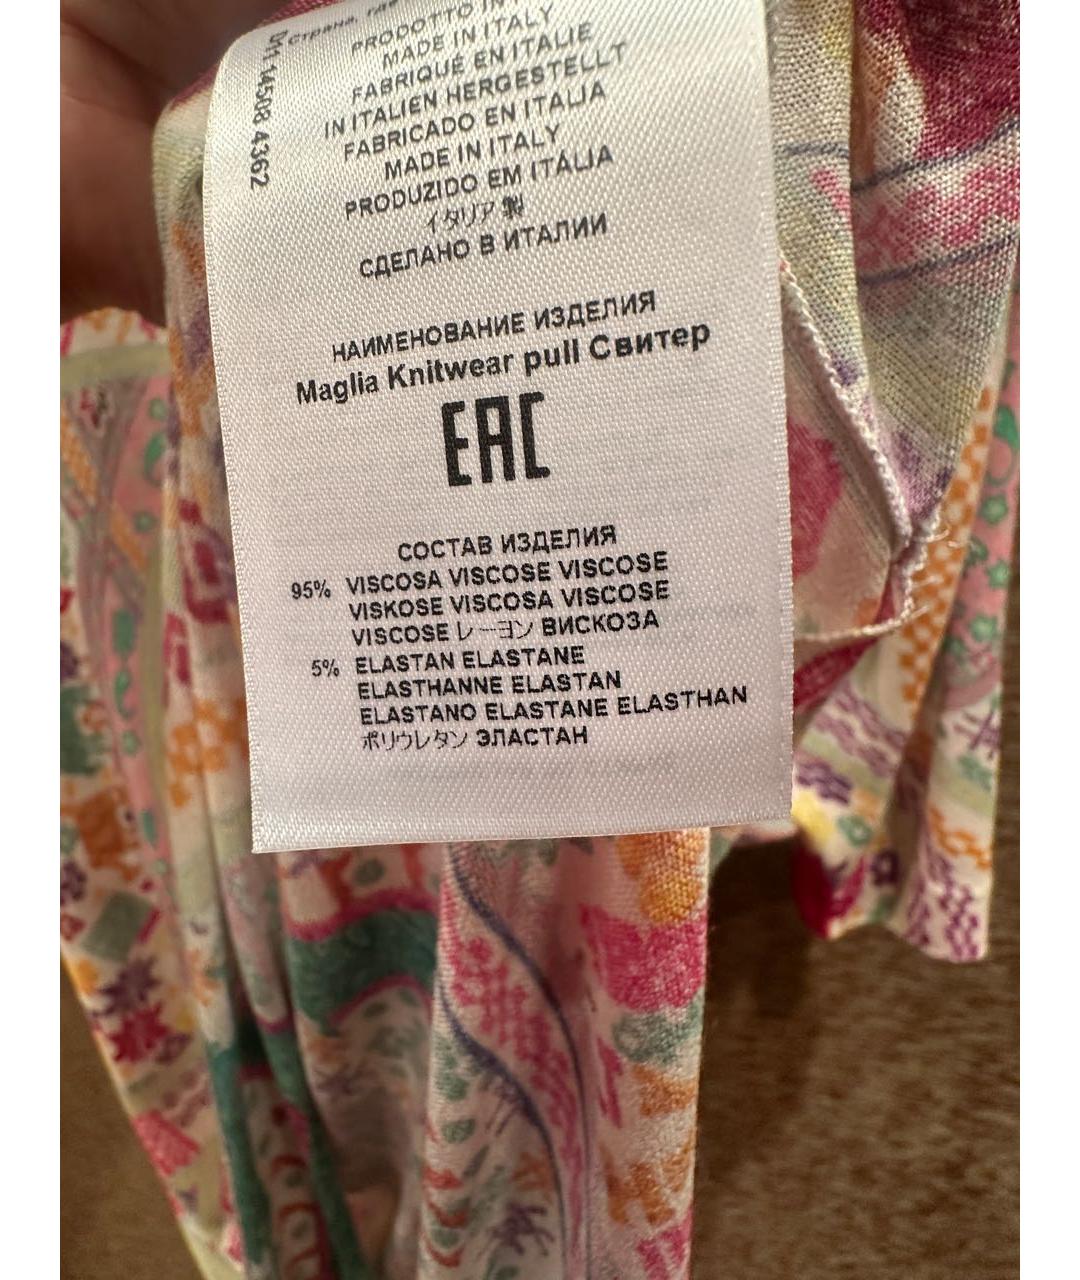 Страна, где
PRODOTTO IN
MADE IN ITALY
FABRIQUÉ EN ITALIE
IN ITALIEN HERGESTELLT
FABRICADO EN ITALIA
MADE IN ITALY
PRODUZIDO EM ITÁLIA
イタリア製
СДЕЛАНО В ИТАЛИИ
14508 4362
НАИМЕНОВАНИЕ ИЗДЕЛИЯ
Maglia Knitwear pull Свитер
EAC
СОСТАВ ИЗДЕЛИЯ
95% VISCOSA VISCOSE VISCOSE
VISKOSE VISCOSA VISCOSE
VISCOSE レーヨン ВИСКОЗА
5% ELASTAN ELASTANE
ELASTHANNE ELASTAN
ELASTANO ELASTANE ELASTHAN
ポリウレタン ЭЛАСТАН